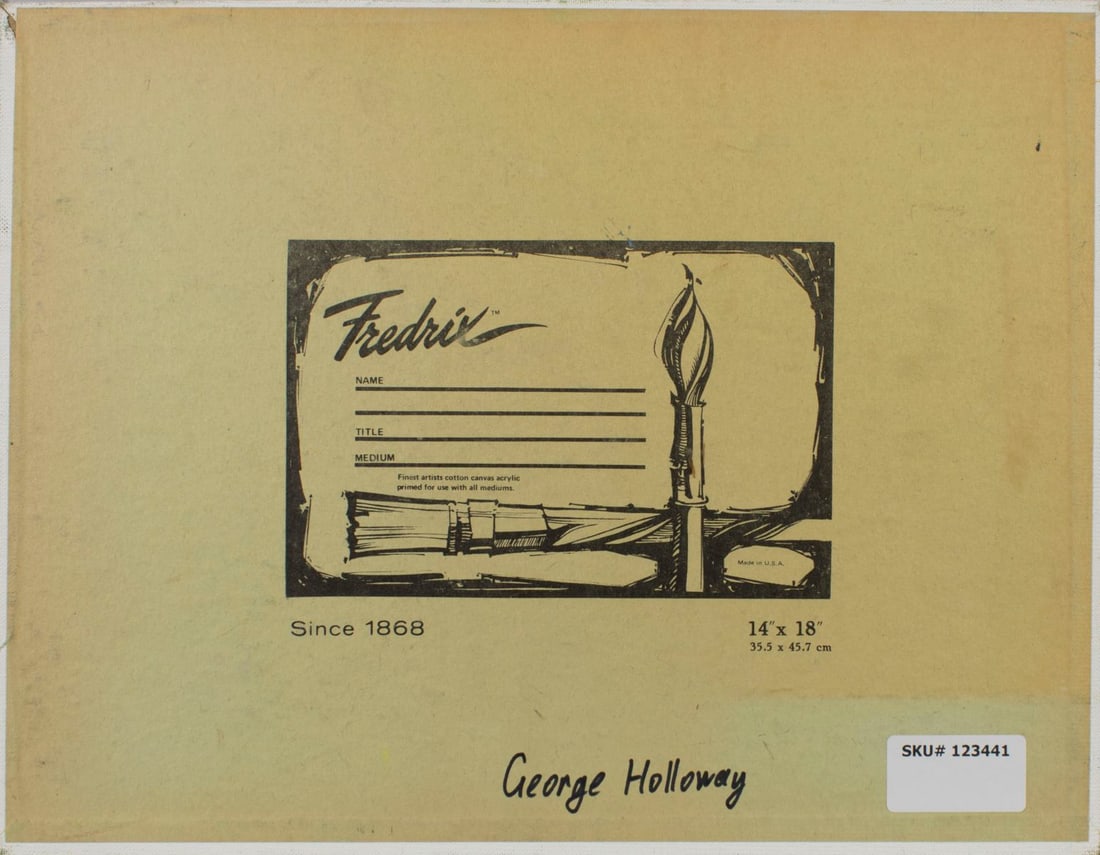 Fredrix™
NAME
TITLE
MEDIUM
Finest artists cotton canvas acrylic
primed for use with all mediums.
Made in U.S.A.
Since 1868
14″x 18″
35.5 x 45.7 cm
SKU# 123441
George Holloway